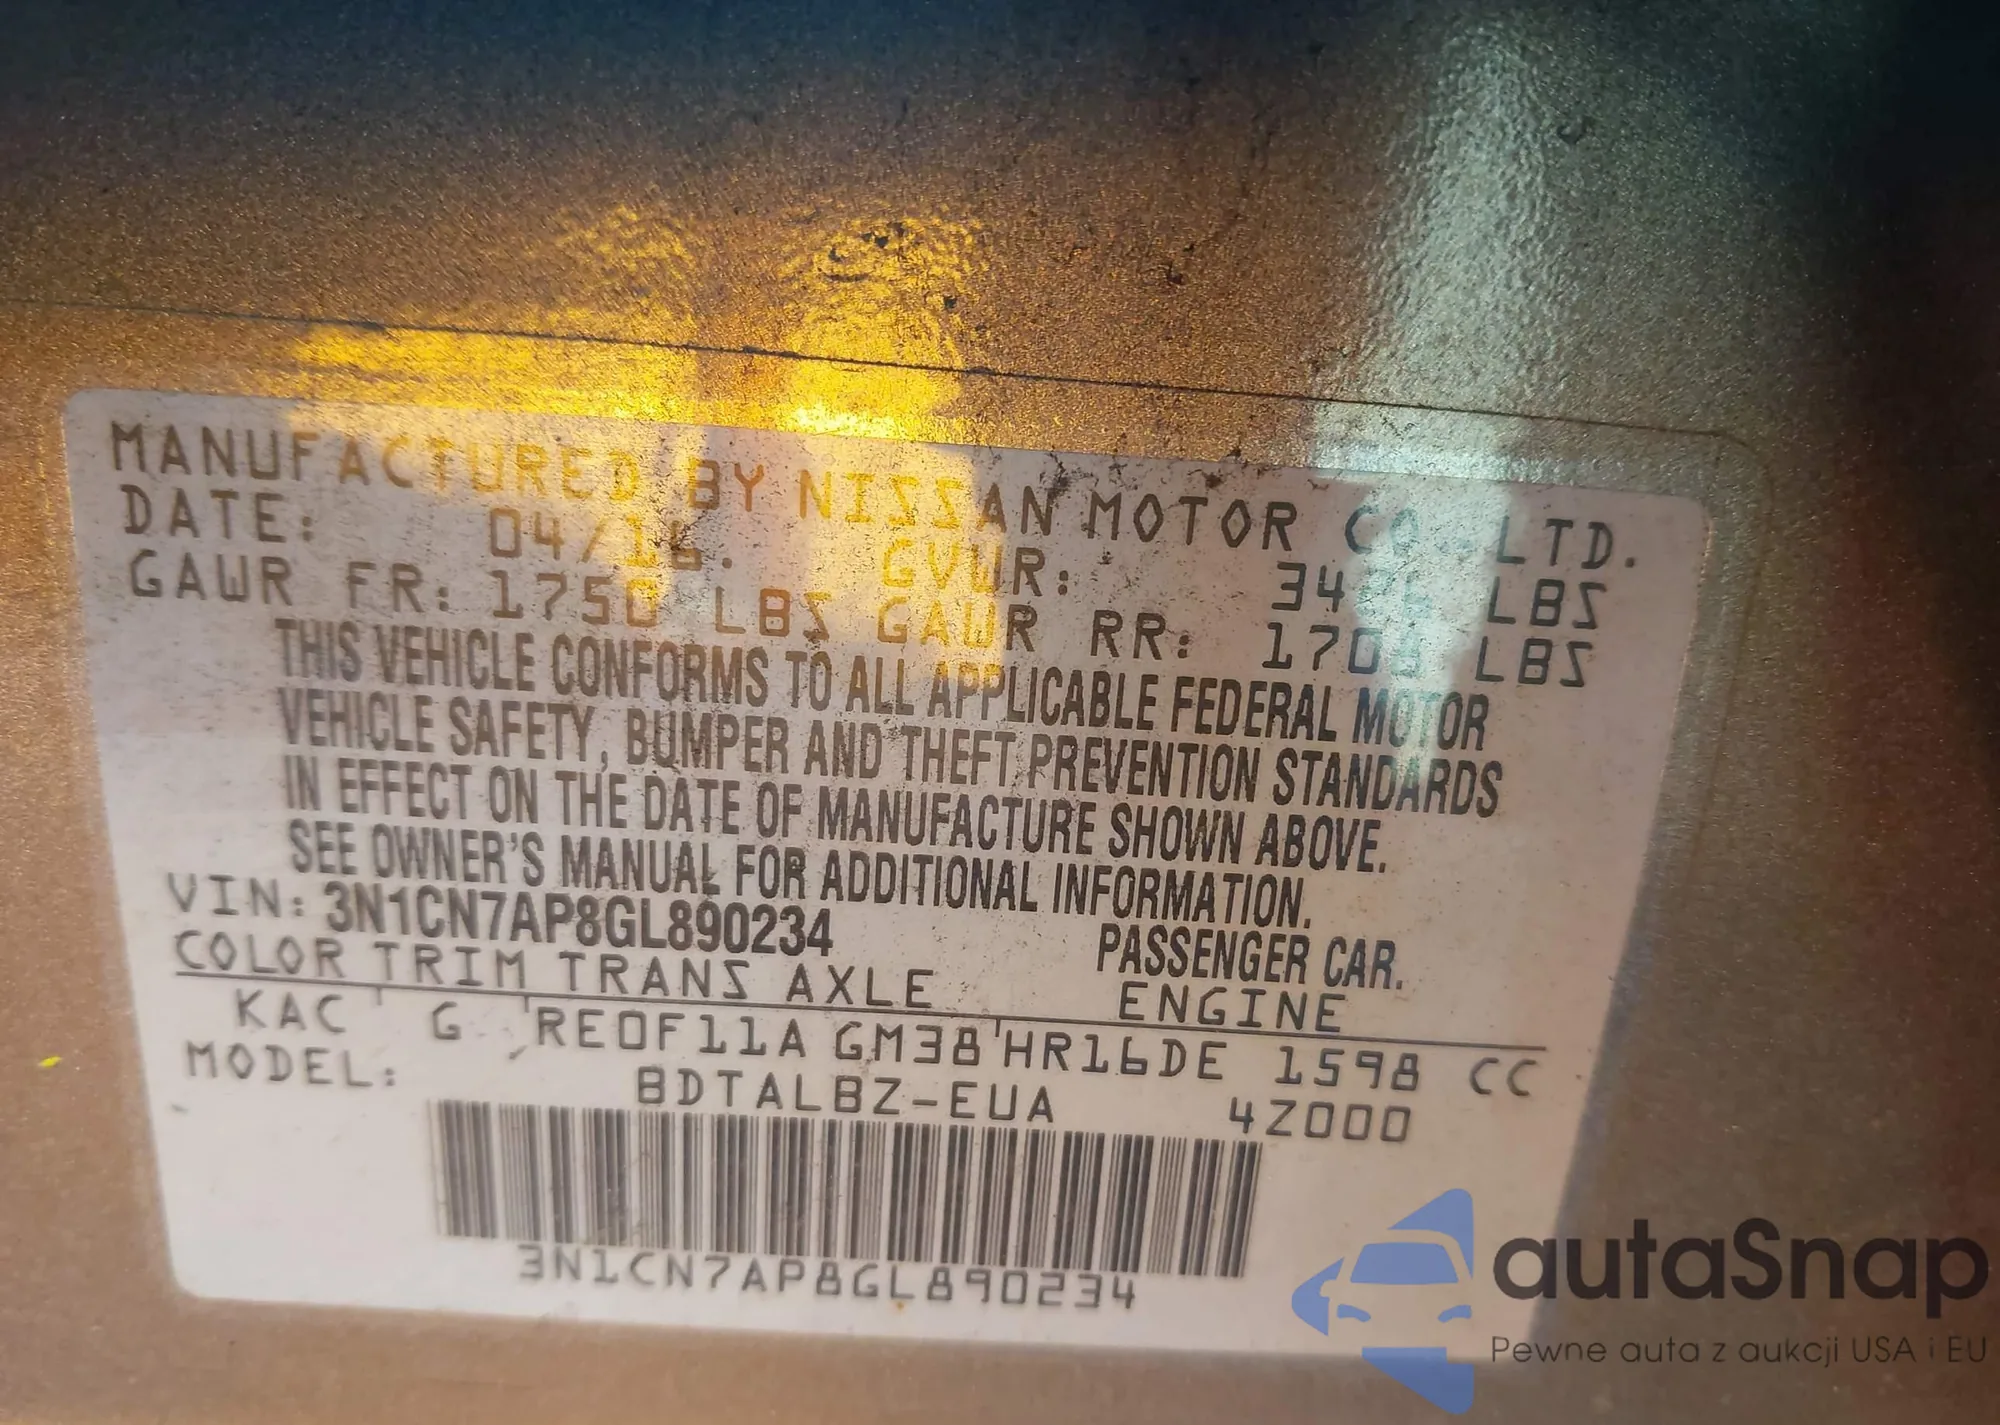 MANUFACTURED BY NISSAN MOTOR CO.,LTD.
DATE: 04/16. GVWR: LBS
GAWR FR: 1750 LBS GAWR RR: LBS
THIS VEHICLE CONFORMS TO ALL APPLICABLE FEDERAL MOTOR
VEHICLE SAFETY, BUMPER AND THEFT PREVENTION STANDARDS
IN EFFECT ON THE DATE OF MANUFACTURE SHOWN ABOVE.
SEE OWNER'S MANUAL FOR ADDITIONAL INFORMATION.
VIN: 3N1CN7AP8GL890234 PASSENGER CAR.
COLOR TRIM TRANS AXLE ENGINE
KAC G RE0F11A GM38 HR16DE 1598 CC
MODEL: BDTALBZ-EUA 4Z000
3N1CN7AP8GL890234
autaSnap
Pewne auta z aukcji USA i EU